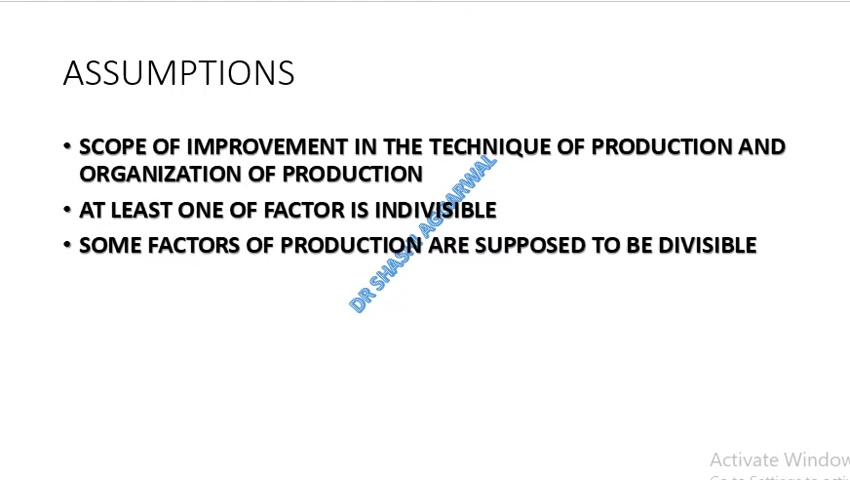 ASSUMPTIONS
• SCOPE OF IMPROVEMENT IN THE TECHNIQUE OF PRODUCTION AND
ORGANIZATION OF PRODUCTION
• AT LEAST ONE OF FACTOR IS INDIVISIBLE
• SOME FACTORS OF PRODUCTION ARE SUPPOSED TO BE DIVISIBLE
DR SHASHI AGGARWAL
Activate Window